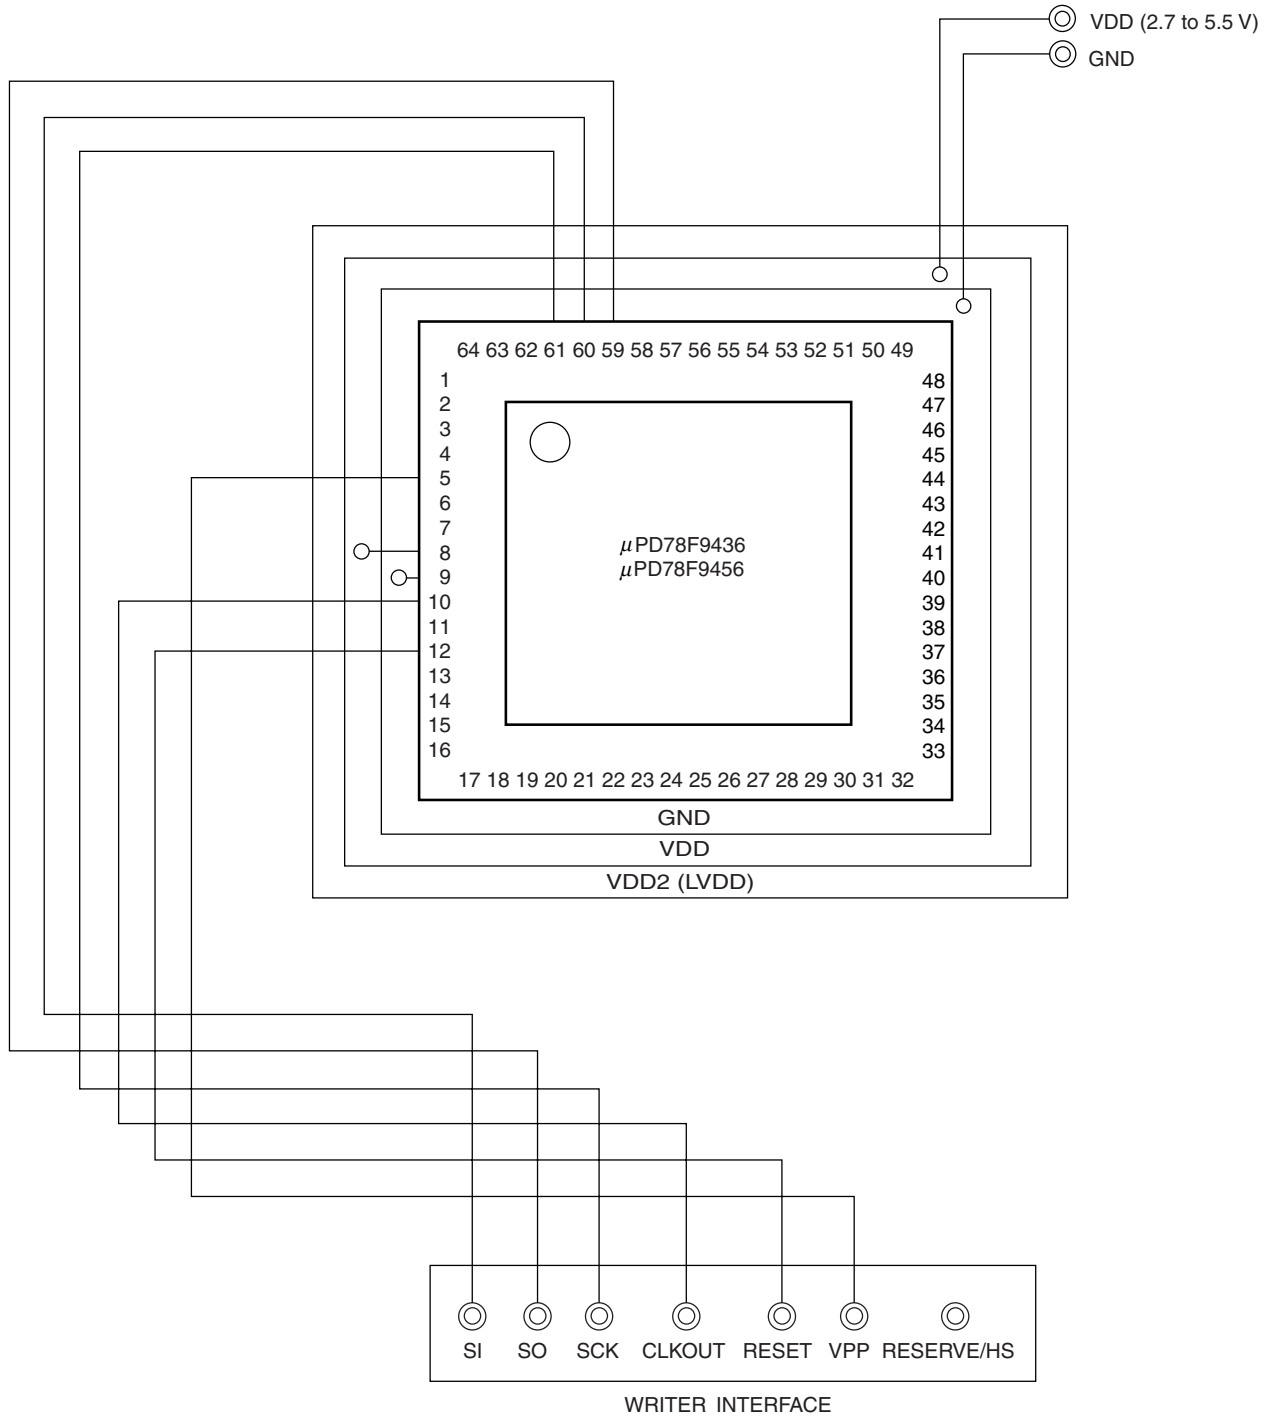 VDD (2.7 to 5.5 V)
GND
64 63 62 61 60 59 58 57 56 55 54 53 52 51 50 49
1
2
3
4
5
6
7
8
9
10
11
12
13
14
15
16
48
47
46
45
44
43
42
41
40
39
38
37
36
35
34
33
μPD78F9436
μPD78F9456
17 18 19 20 21 22 23 24 25 26 27 28 29 30 31 32
GND
VDD
VDD2 (LVDD)
SI SO SCK CLKOUT RESET VPP RESERVE/HS
WRITER INTERFACE